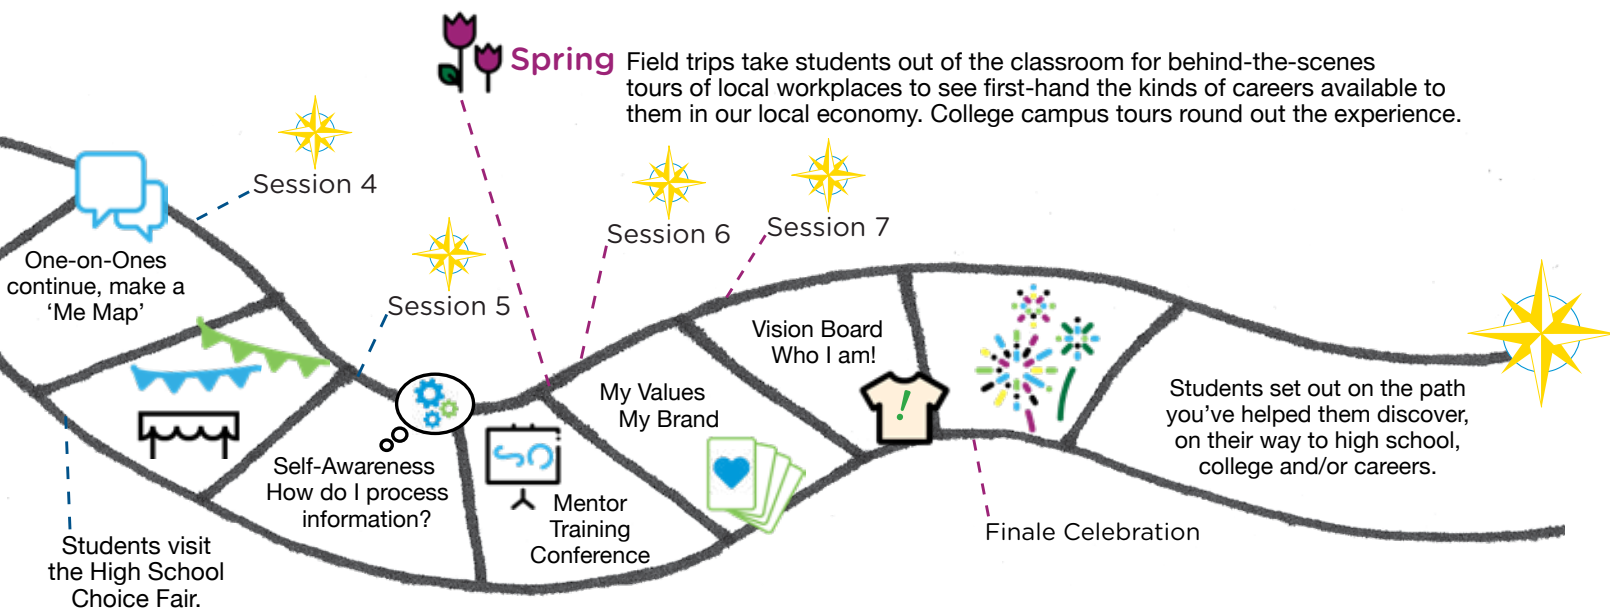 Spring
Field trips take students out of the classroom for behind-the-scenes
tours of local workplaces to see first-hand the kinds of careers available to
them in our local economy. College campus tours round out the experience.
Session 4
One-on-Ones
continue, make a
‘Me Map’
Students visit
the High School
Choice Fair.
Session 5
Self-Awareness
How do I process
information?
Mentor
Training
Conference
Session 6
My Values
My Brand
Session 7
Vision Board
Who I am!
!
Finale Celebration
Students set out on the path
you’ve helped them discover,
on their way to high school,
college and/or careers.